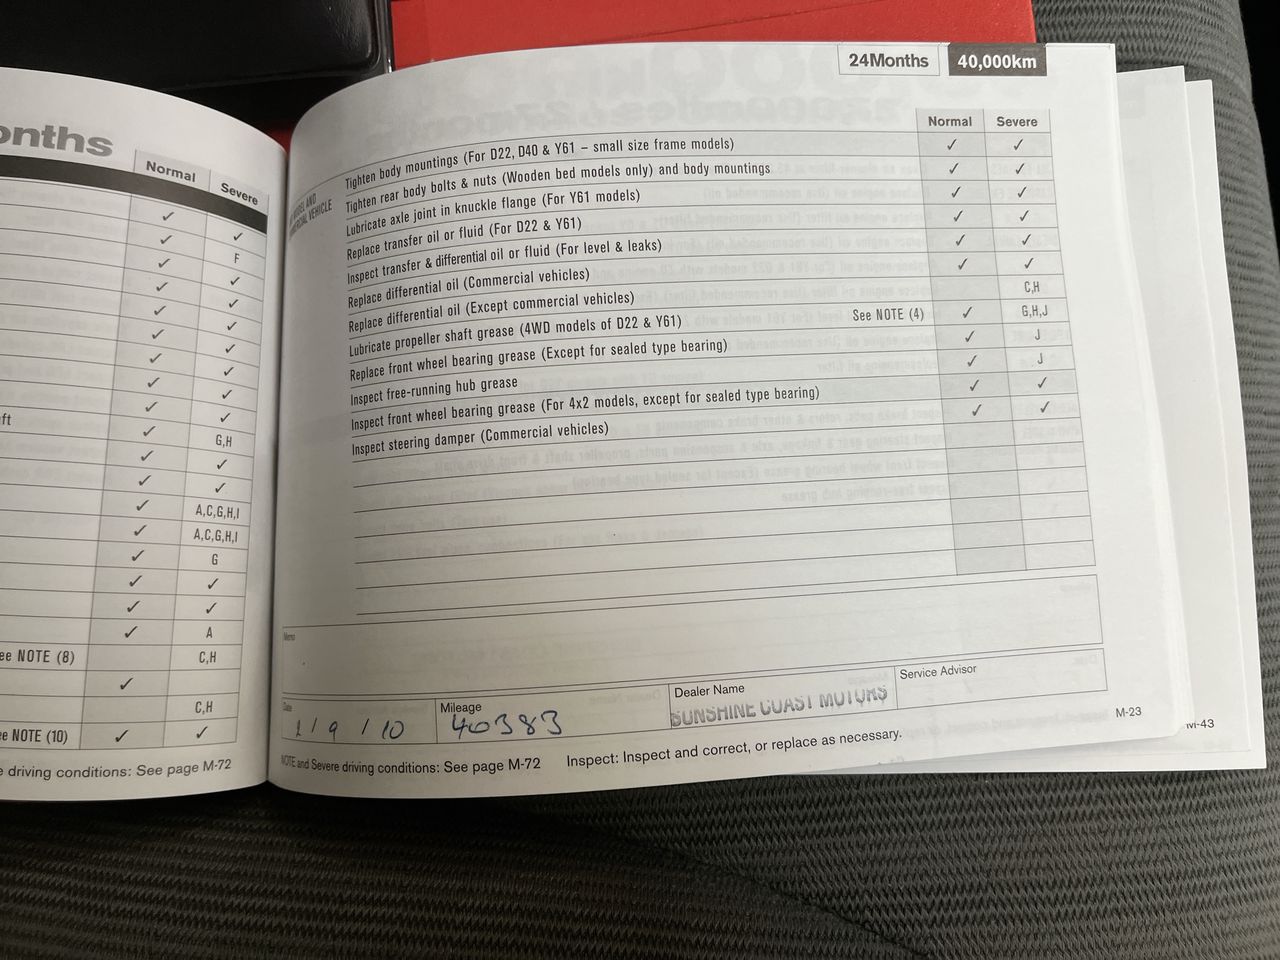 onths
Normal Severe
✓ ✓
✓ F
✓ ✓
✓ ✓
✓ ✓
✓ ✓
✓ ✓
✓ ✓
ft ✓ ✓
✓ G,H
✓ ✓
✓ ✓
✓ A,C,G,H,I
✓ A,C,G,H,I
✓ G
✓ ✓
✓ ✓
✓ A
ee NOTE (8) C,H
✓
C,H
ee NOTE (10) ✓ ✓
e driving conditions: See page M-72
24Months 40,000km
Normal Severe
MODEL AND
VEHICLE
Tighten body mountings (For D22, D40 & Y61 – small size frame models) ✓ ✓
Tighten rear body bolts & nuts (Wooden bed models only) and body mountings ✓ ✓
Lubricate axle joint in knuckle flange (For Y61 models) ✓ ✓
Replace transfer oil or fluid (For D22 & Y61) ✓ ✓
Inspect transfer & differential oil or fluid (For level & leaks) ✓ ✓
Replace differential oil (Commercial vehicles) ✓ ✓
Replace differential oil (Except commercial vehicles) C,H
Lubricate propeller shaft grease (4WD models of D22 & Y61) See NOTE (4) ✓ G,H,J
Replace front wheel bearing grease (Except for sealed type bearing) ✓ J
Inspect free-running hub grease ✓ J
Inspect front wheel bearing grease (For 4x2 models, except for sealed type bearing) ✓ ✓
Inspect steering damper (Commercial vehicles) ✓ ✓
Memo
Date Mileage Dealer Name Service Advisor
1 / 9 / 10 40383 SUNSHINE COAST MOTORS
NOTE and Severe driving conditions: See page M-72 Inspect: Inspect and correct, or replace as necessary.
M-23
M-43